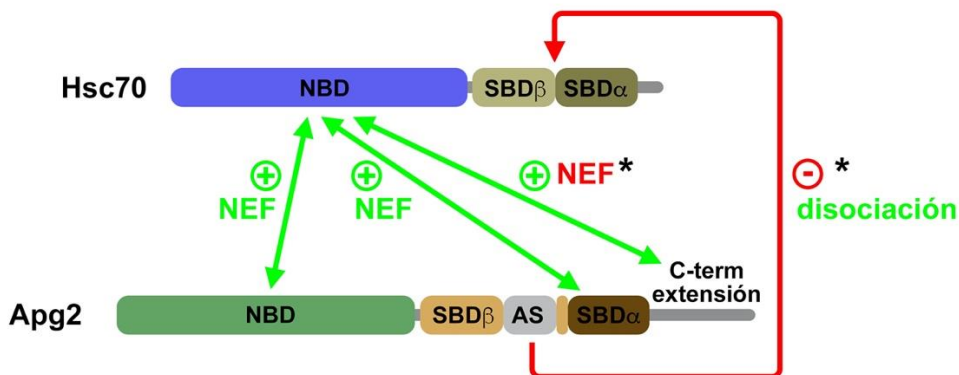 Hsc70
NBD
SBDβ
SBDα
+
NEF
+
NEF
+ NEF*
- *
disociación
C-term
extensión
Apg2
NBD
SBDβ
AS
SBDα